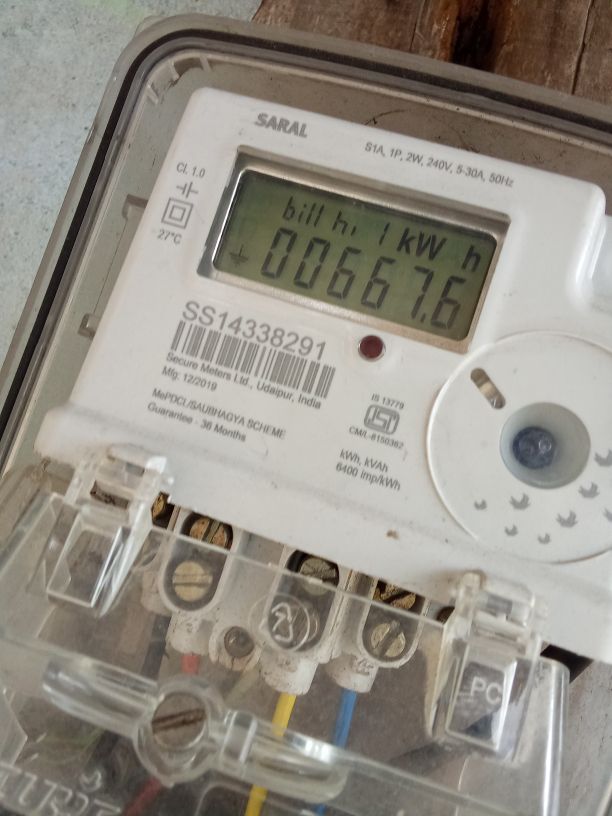 SARAL
S1A, 1P, 2W, 240V, 5-30A, 50Hz
Cl. 1.0
27°C
bill h, 1 kW h
00667.6
SS14338291
Secure Meters Ltd., Udaipur, India
Mfg: 12/2019
MePDCL/SAUBHAGYA SCHEME
Guarantee - 36 Months
IS 13779
ISI
CM/L-8150362
kWh, kVAh
6400 imp/kWh
PC